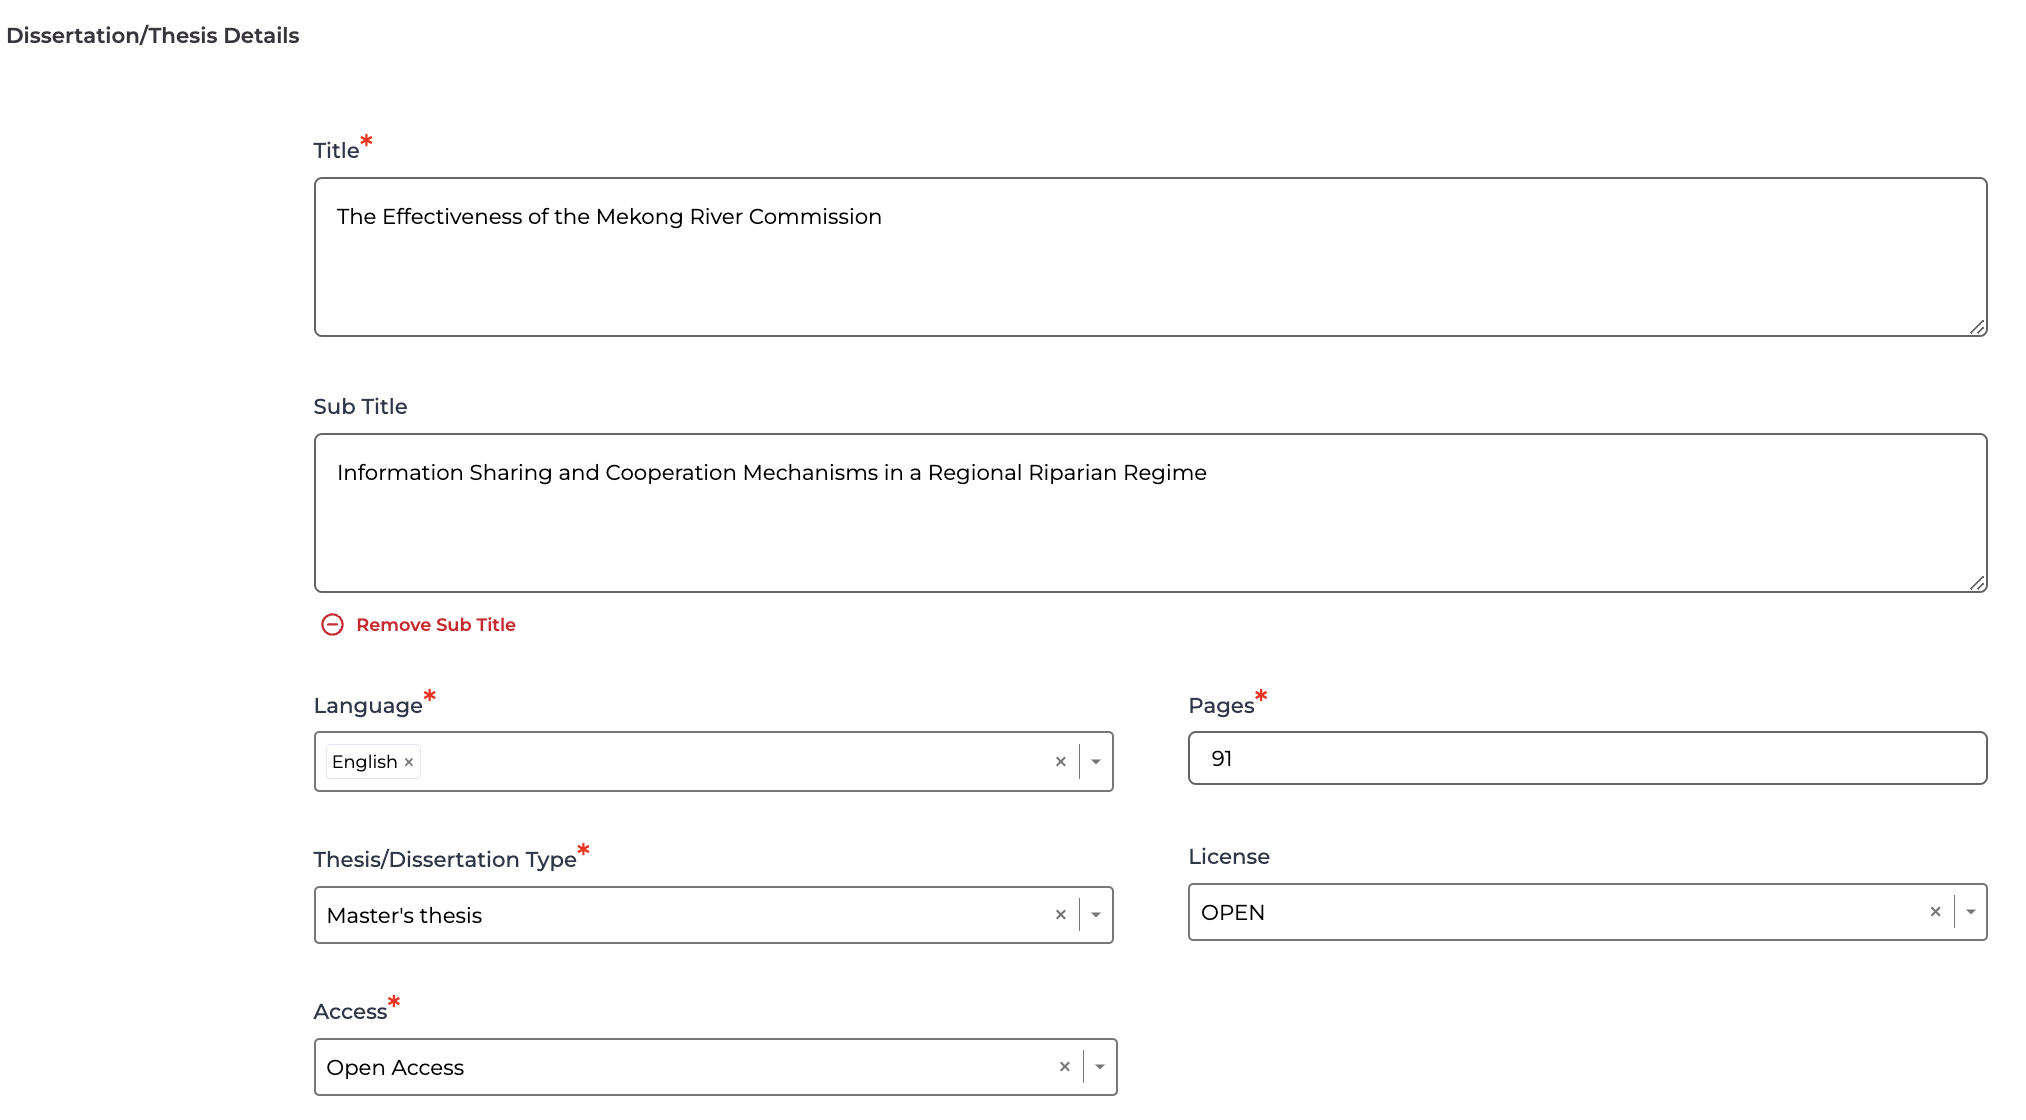 Dissertation/Thesis Details
Title*
The Effectiveness of the Mekong River Commission
Sub Title
Information Sharing and Cooperation Mechanisms in a Regional Riparian Regime
Remove Sub Title
Language* Pages*
English × × 91
Thesis/Dissertation Type* License
Master's thesis × OPEN ×
Access*
Open Access ×